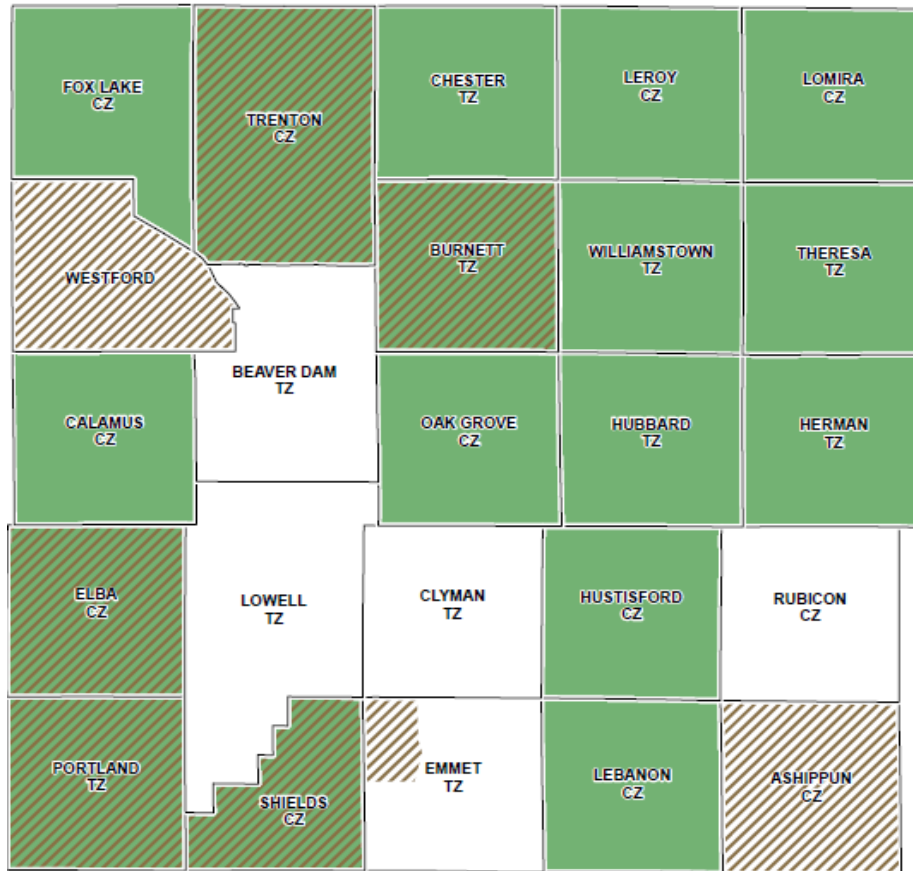 FOX LAKE
CZ
TRENTON
CZ
CHESTER
TZ
LEROY
CZ
LOMIRA
CZ
WESTFORD
BURNETT
TZ
WILLIAMSTOWN
TZ
THERESA
TZ
BEAVER DAM
TZ
CALAMUS
CZ
OAK GROVE
CZ
HUBBARD
TZ
HERMAN
TZ
ELBA
CZ
LOWELL
TZ
CLYMAN
TZ
HUSTISFORD
CZ
RUBICON
CZ
PORTLAND
TZ
SHIELDS
CZ
EMMET
TZ
LEBANON
CZ
ASHIPPUN
CZ